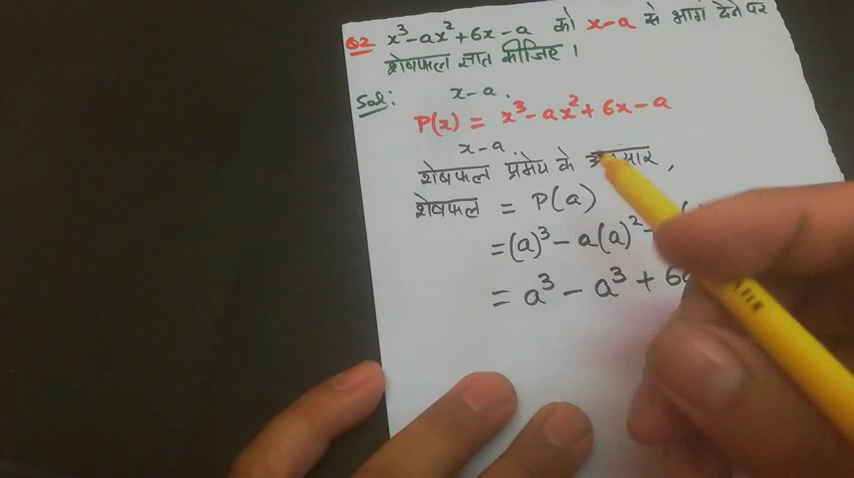 Q2 x³-ax²+6x-a को x-a से भाग देने पर
शेषफल ज्ञात कीजिए।
Sol: x-a.
P(x) = x³-ax²+6x-a
x-a.
शेषफल प्रमेय के
शेषफल = P(a)
=(a)³-a(a)²
= a³-a³+6